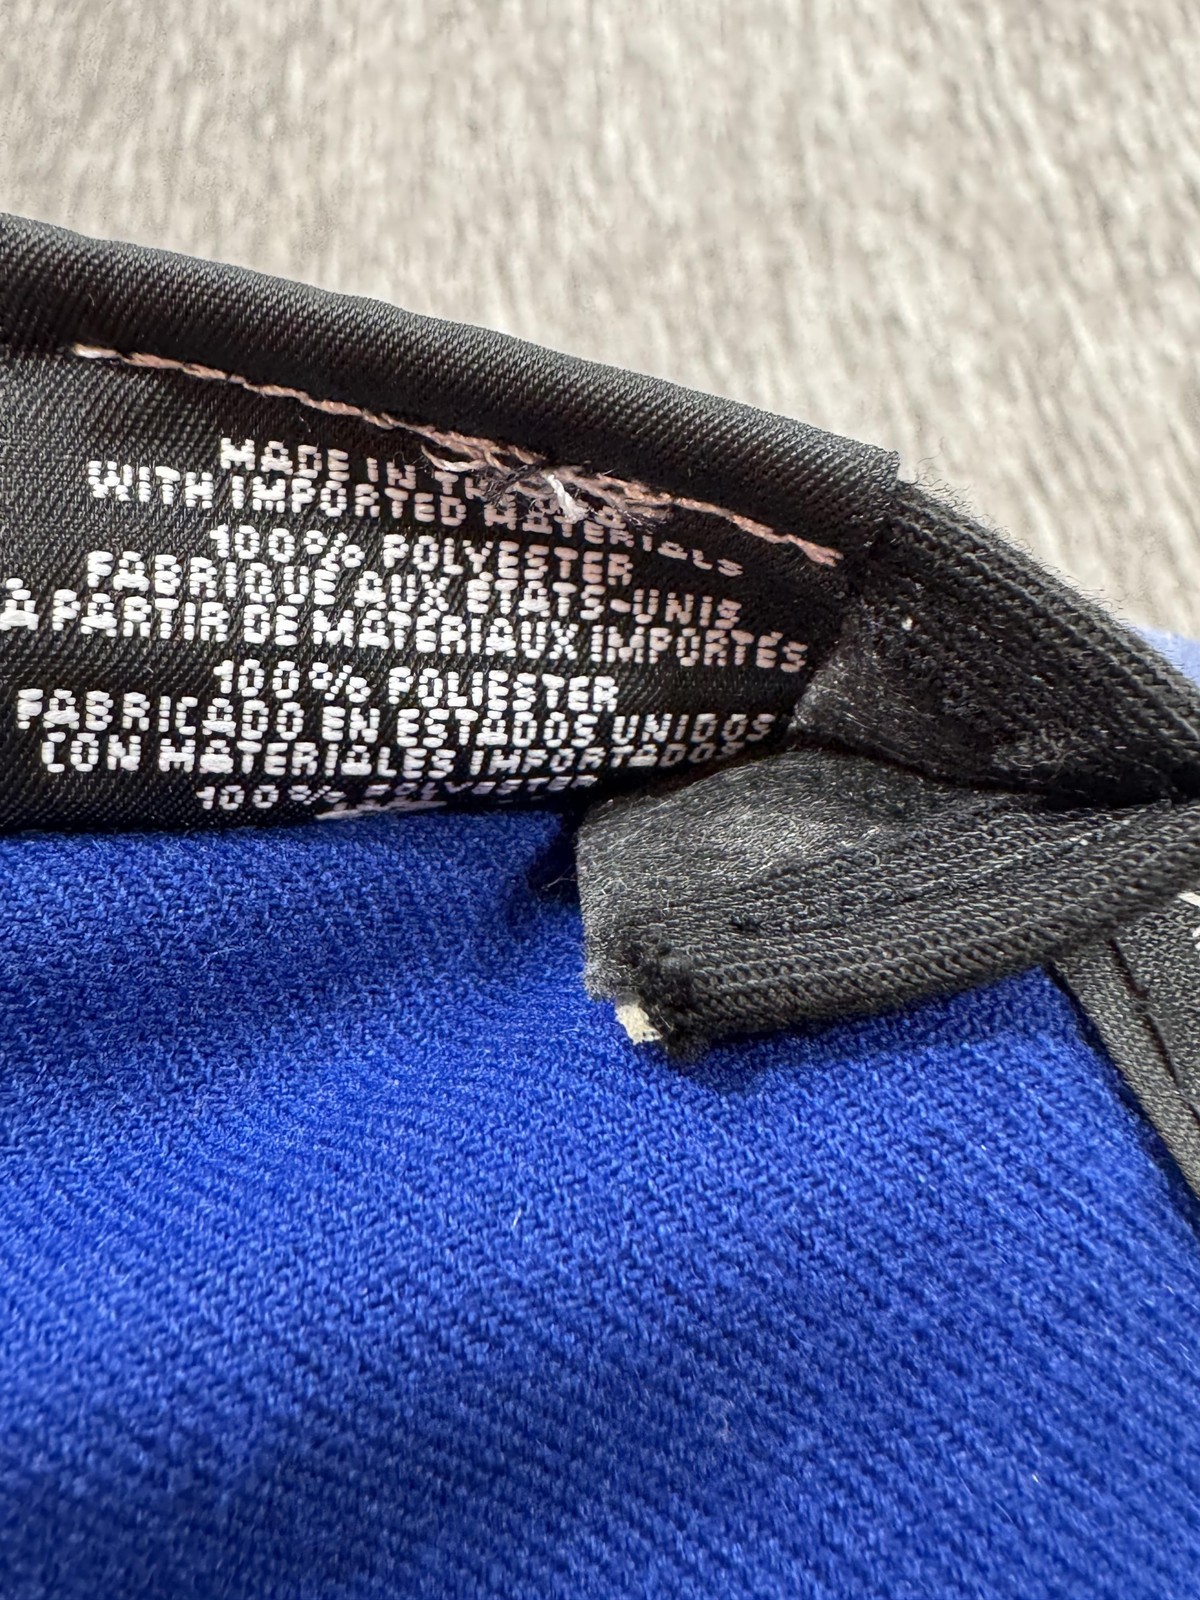 MADE IN THE
WITH IMPORTED MATERIALS
100% POLYESTER
FABRIQUÉ AUX ÉTATS-UNIS
À PARTIR DE MATÉRIAUX IMPORTÉS
100% POLIESTER
FABRICADO EN ESTADOS UNIDOS
CON MATERIALES IMPORTADOS
100% POLYESTER